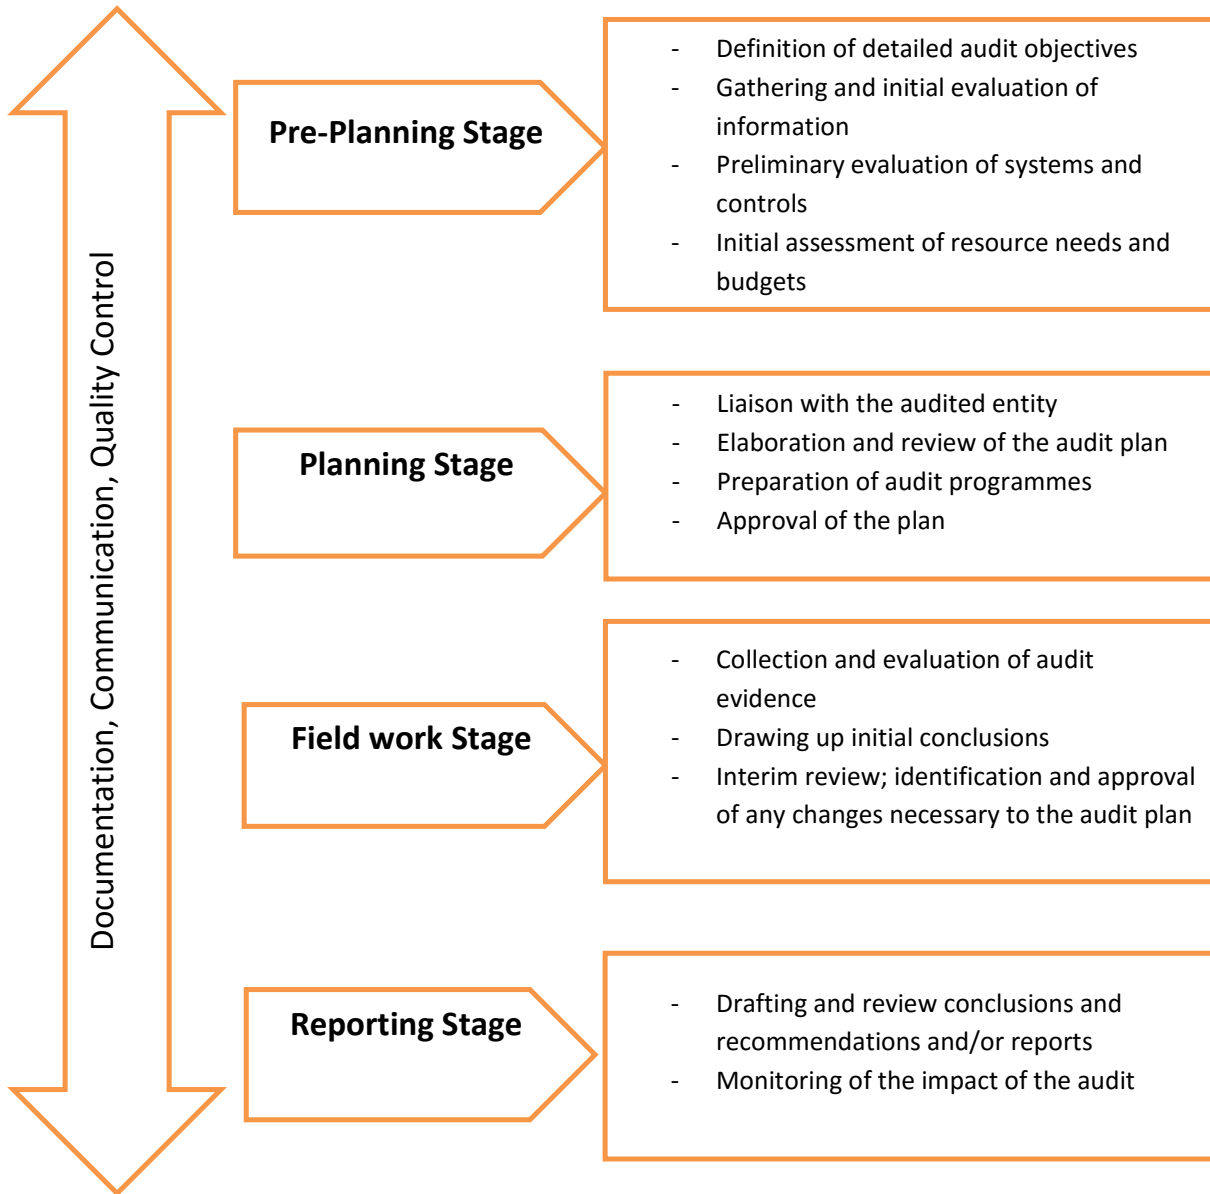 Documentation, Communication, Quality Control
Pre-Planning Stage
- Definition of detailed audit objectives
- Gathering and initial evaluation of
information
- Preliminary evaluation of systems and
controls
- Initial assessment of resource needs and
budgets
Planning Stage
- Liaison with the audited entity
- Elaboration and review of the audit plan
- Preparation of audit programmes
- Approval of the plan
Field work Stage
- Collection and evaluation of audit
evidence
- Drawing up initial conclusions
- Interim review; identification and approval
of any changes necessary to the audit plan
Reporting Stage
- Drafting and review conclusions and
recommendations and/or reports
- Monitoring of the impact of the audit